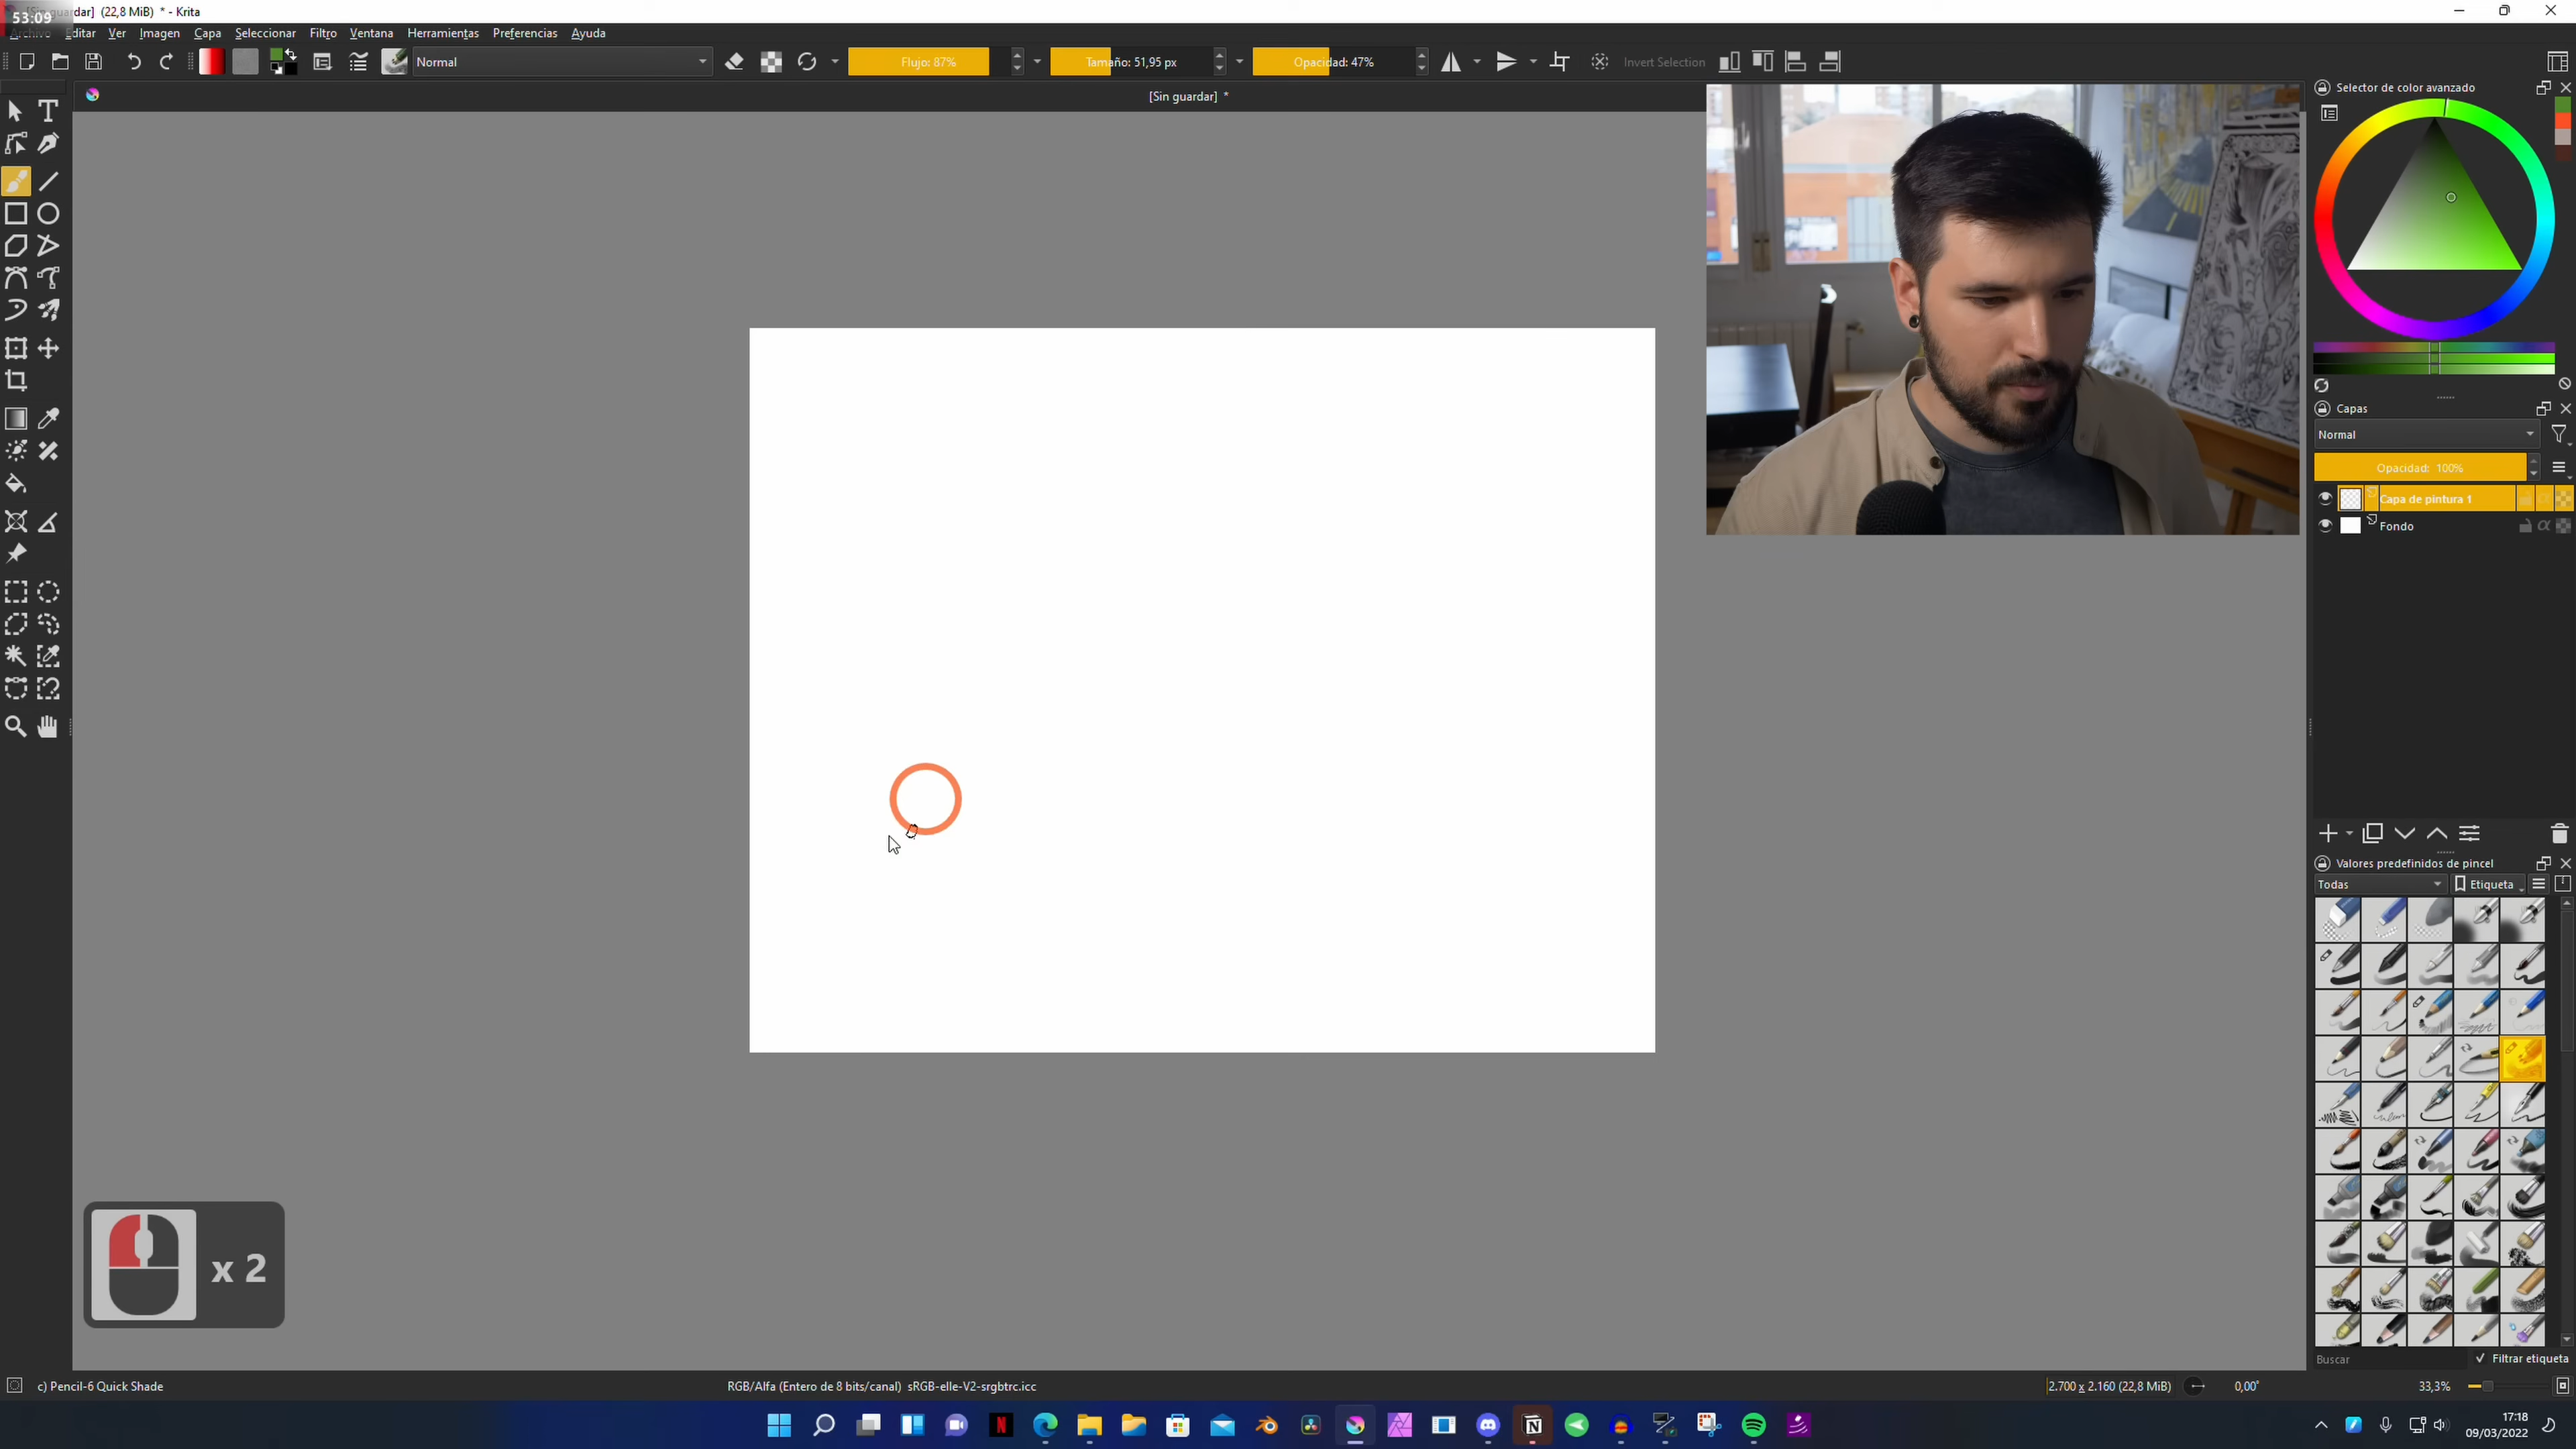 53:09
[Sin guardar] (22,8 MiB) * - Krita
Archivo Editar Ver Imagen Capa Seleccionar Filtro Ventana Herramientas Preferencias Ayuda
Normal
Flujo: 87%
Tamaño: 51,95 px
Opacidad: 47%
Invert Selection
[Sin guardar] *
Selector de color avanzado
Capas
Normal
Opacidad: 100%
Capa de pintura 1
Fondo
Valores predefinidos de pincel
Todas
Etiqueta
x 2
Buscar
Filtrar etiqueta
c) Pencil-6 Quick Shade
RGB/Alfa (Entero de 8 bits/canal) sRGB-elle-V2-srgbtrc.icc
2.700 x 2.160 (22,8 MiB)
0,00°
33,3%
17:18
09/03/2022